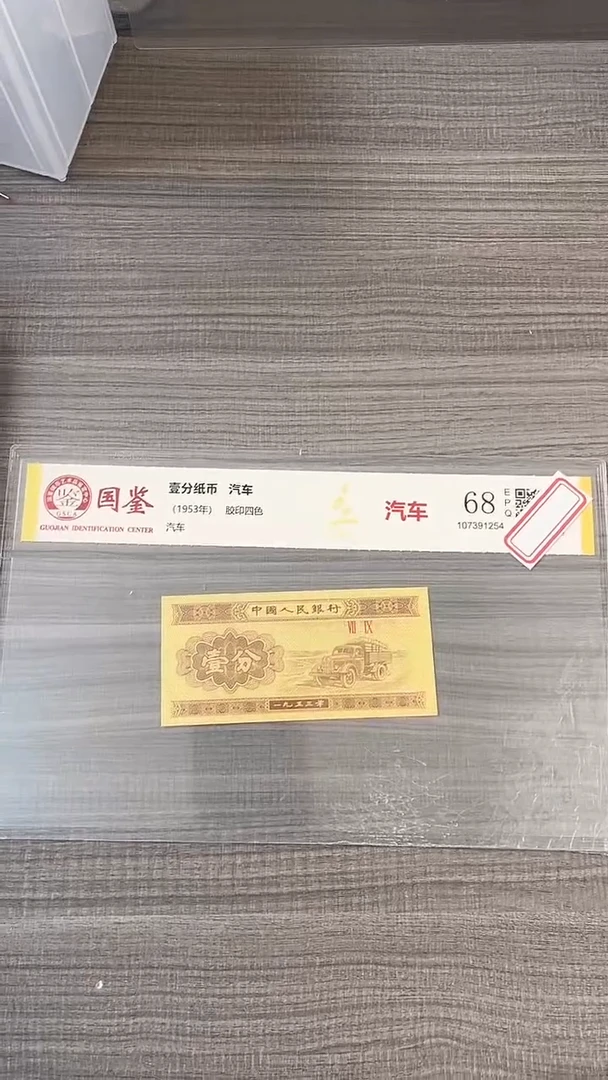 国鉴
GUOJIAN IDENTIFICATION CENTER
壹分纸币 汽车
(1953年) 胶印四色
汽车
汽车
68
EPQ
107391254
中國人民銀行
VII IX
壹分
一九五三年